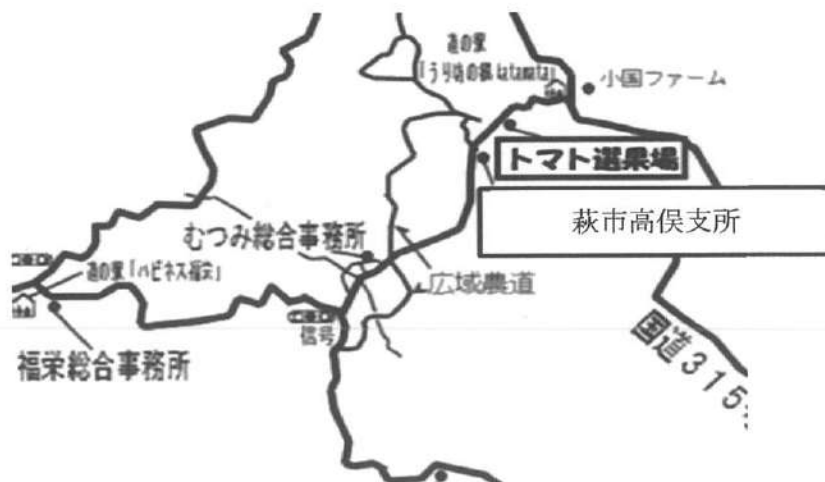 道の駅
「うり坊の郷katamata」
小国ファーム
トマト選果場
萩市高俣支所
むつみ総合事務所
道の駅「ハピネス福栄」
広域農道
信号
福栄総合事務所
国道315号